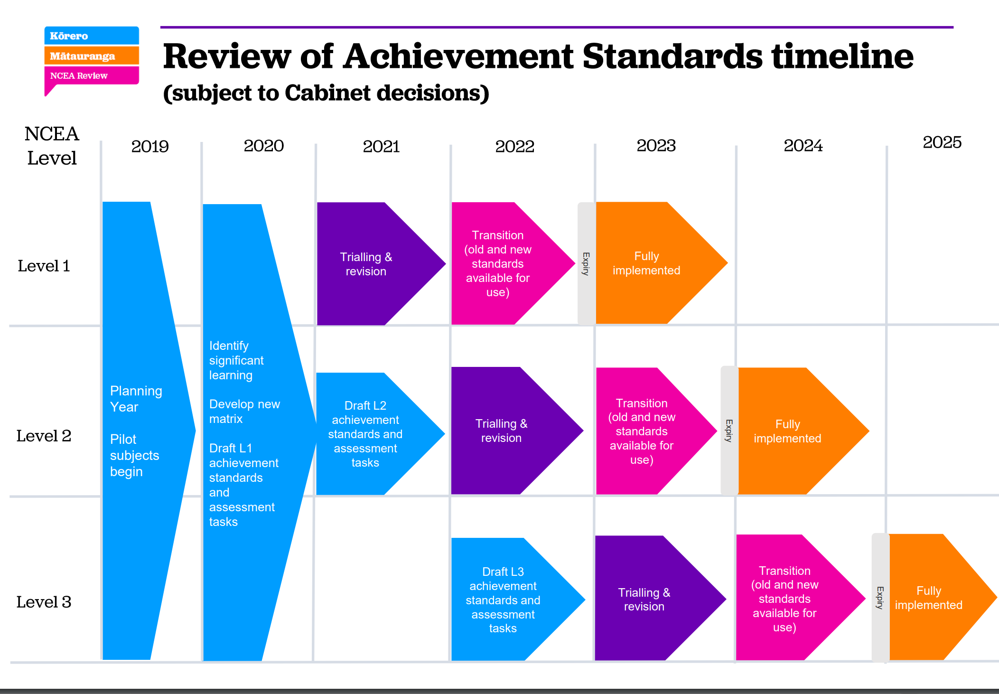 Kōrero
Mātauranga
NCEA Review
Review of Achievement Standards timeline
(subject to Cabinet decisions)
NCEA
Level
2019
2020
2021
2022
2023
2024
2025
Level 1
Trialling &
revision
Transition
(old and new
standards
available for
use)
Expiry
Fully
implemented
Planning
Year
Pilot
subjects
begin
Identify
significant
learning
Develop new
matrix
Draft L1
achievement
standards
and
assessment
tasks
Level 2
Draft L2
achievement
standards and
assessment
tasks
Trialling &
revision
Transition
(old and new
standards
available for
use)
Expiry
Fully
implemented
Level 3
Draft L3
achievement
standards and
assessment
tasks
Trialling &
revision
Transition
(old and new
standards
available for
use)
Expiry
Fully
implemented